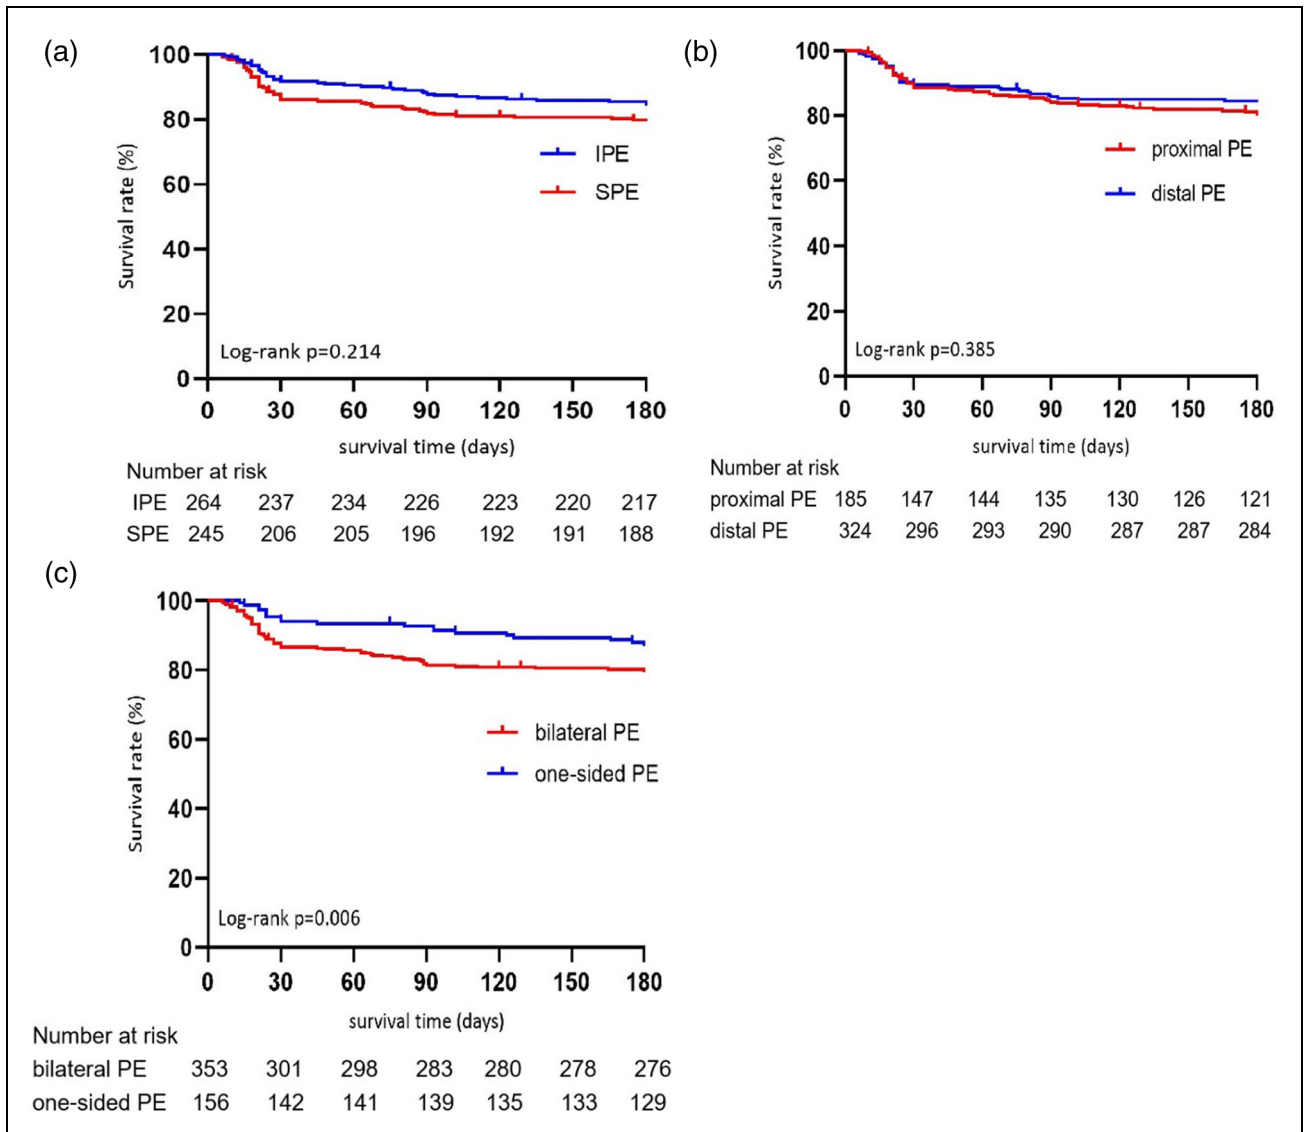 (a)
100
80
60
40
20
0
Survival rate (%)
IPE
SPE
Log-rank p=0.214
0 30 60 90 120 150 180
survival time (days)
Number at risk
IPE 264 237 234 226 223 220 217
SPE 245 206 205 196 192 191 188
(b)
100
80
60
40
20
0
Survival rate (%)
proximal PE
distal PE
Log-rank p=0.385
0 30 60 90 120 150 180
survival time (days)
Number at risk
proximal PE 185 147 144 135 130 126 121
distal PE 324 296 293 290 287 287 284
(c)
100
80
60
40
20
0
Survival rate (%)
bilateral PE
one-sided PE
Log-rank p=0.006
0 30 60 90 120 150 180
survival time (days)
Number at risk
bilateral PE 353 301 298 283 280 278 276
one-sided PE 156 142 141 139 135 133 129